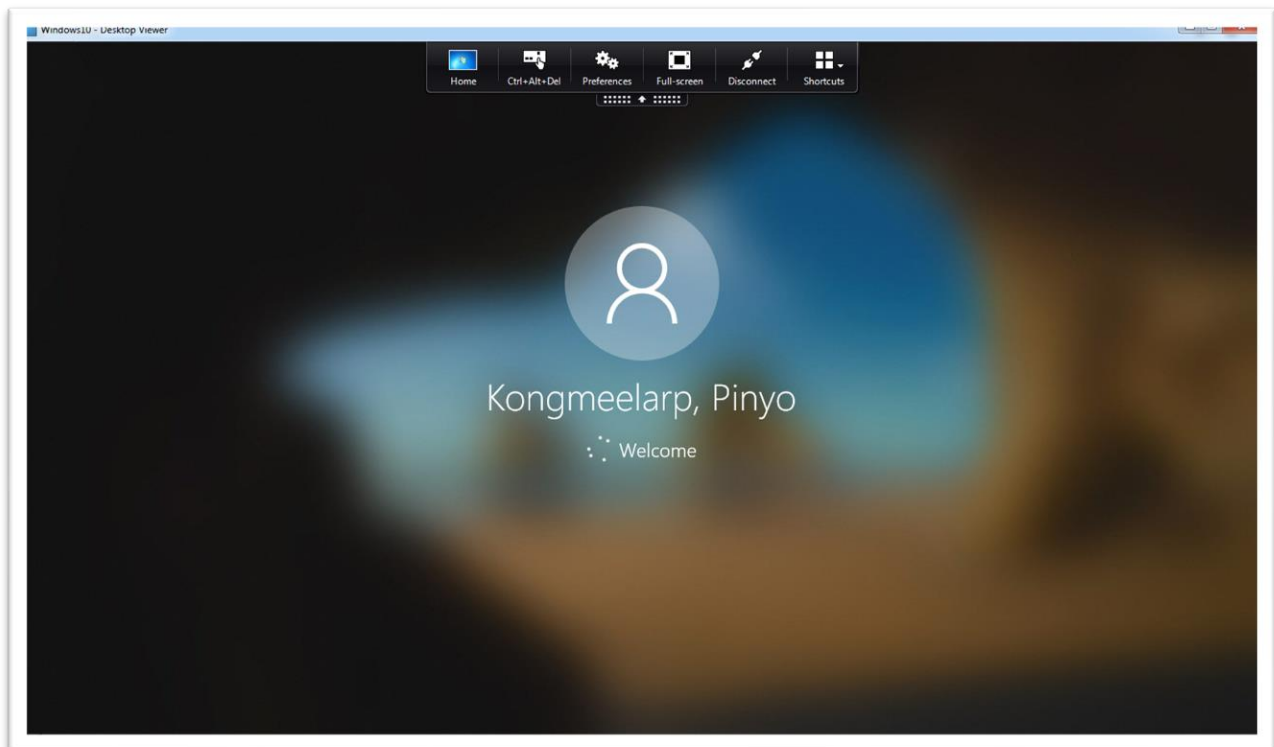 Windows10 - Desktop Viewer
Home Ctrl+Alt+Del Preferences Full-screen Disconnect Shortcuts
Kongmeelarp, Pinyo
Welcome